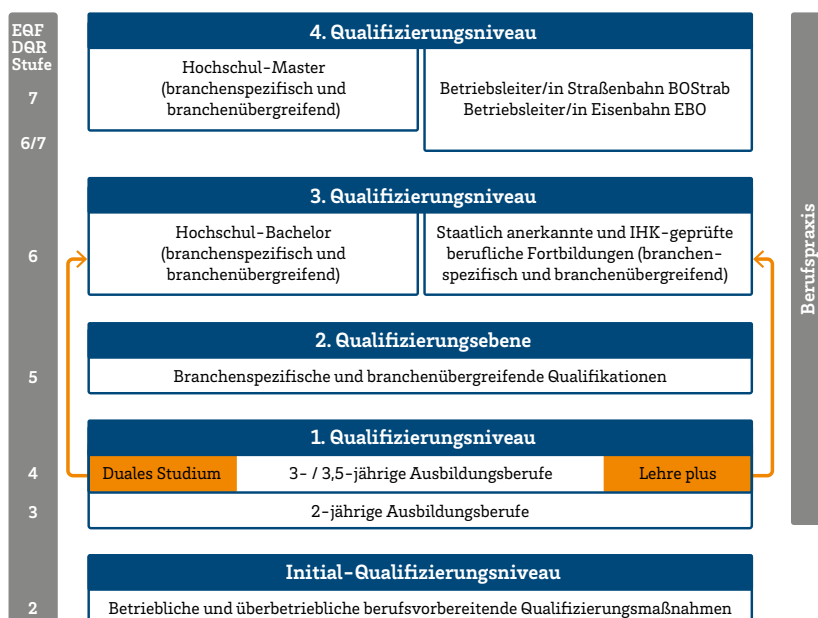 EQF
DQR
Stufe
4. Qualifizierungsniveau
Hochschul-Master
(branchenspezifisch und
branchenübergreifend)
Betriebsleiter/in Straßenbahn BOStrab
Betriebsleiter/in Eisenbahn EBO
7
6/7
3. Qualifizierungsniveau
Hochschul-Bachelor
(branchenspezifisch und
branchenübergreifend)
Staatlich anerkannte und IHK-geprüfte
berufliche Fortbildungen (branchen-
spezifisch und branchenübergreifend)
6
2. Qualifizierungsebene
5
Branchenspezifische und branchenübergreifende Qualifikationen
1. Qualifizierungsniveau
4
Duales Studium
3- / 3,5-jährige Ausbildungsberufe
Lehre plus
3
2-jährige Ausbildungsberufe
Initial-Qualifizierungsniveau
2
Betriebliche und überbetriebliche berufsvorbereitende Qualifizierungsmaßnahmen
Berufspraxis